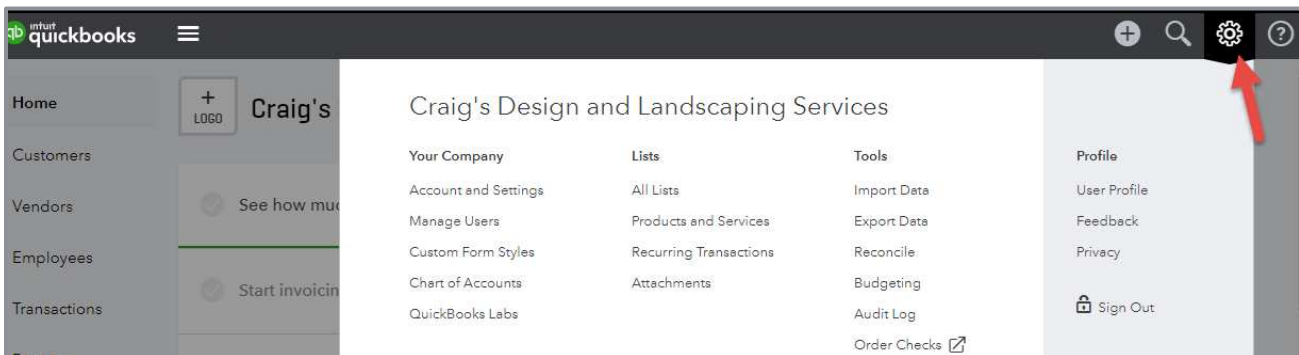 qb intuit quickbooks
?
Home
Customers
Vendors
Employees
Transactions
+
LOGO
Craig's
See how muc
Start invoicin
Craig's Design and Landscaping Services
Your Company
Account and Settings
Manage Users
Custom Form Styles
Chart of Accounts
QuickBooks Labs
Lists
All Lists
Products and Services
Recurring Transactions
Attachments
Tools
Import Data
Export Data
Reconcile
Budgeting
Audit Log
Order Checks
Profile
User Profile
Feedback
Privacy
Sign Out